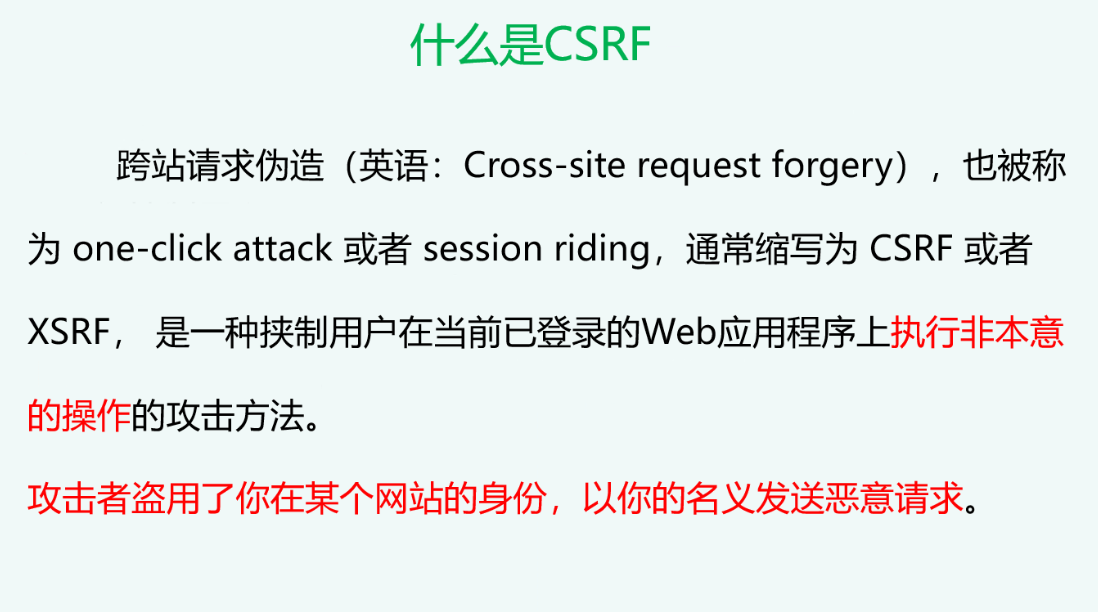 什么是CSRF
跨站请求伪造（英语：Cross-site request forgery），也被称
为 one-click attack 或者 session riding，通常缩写为 CSRF 或者
XSRF， 是一种挟制用户在当前已登录的Web应用程序上执行非本意
的操作的攻击方法。
攻击者盗用了你在某个网站的身份，以你的名义发送恶意请求。